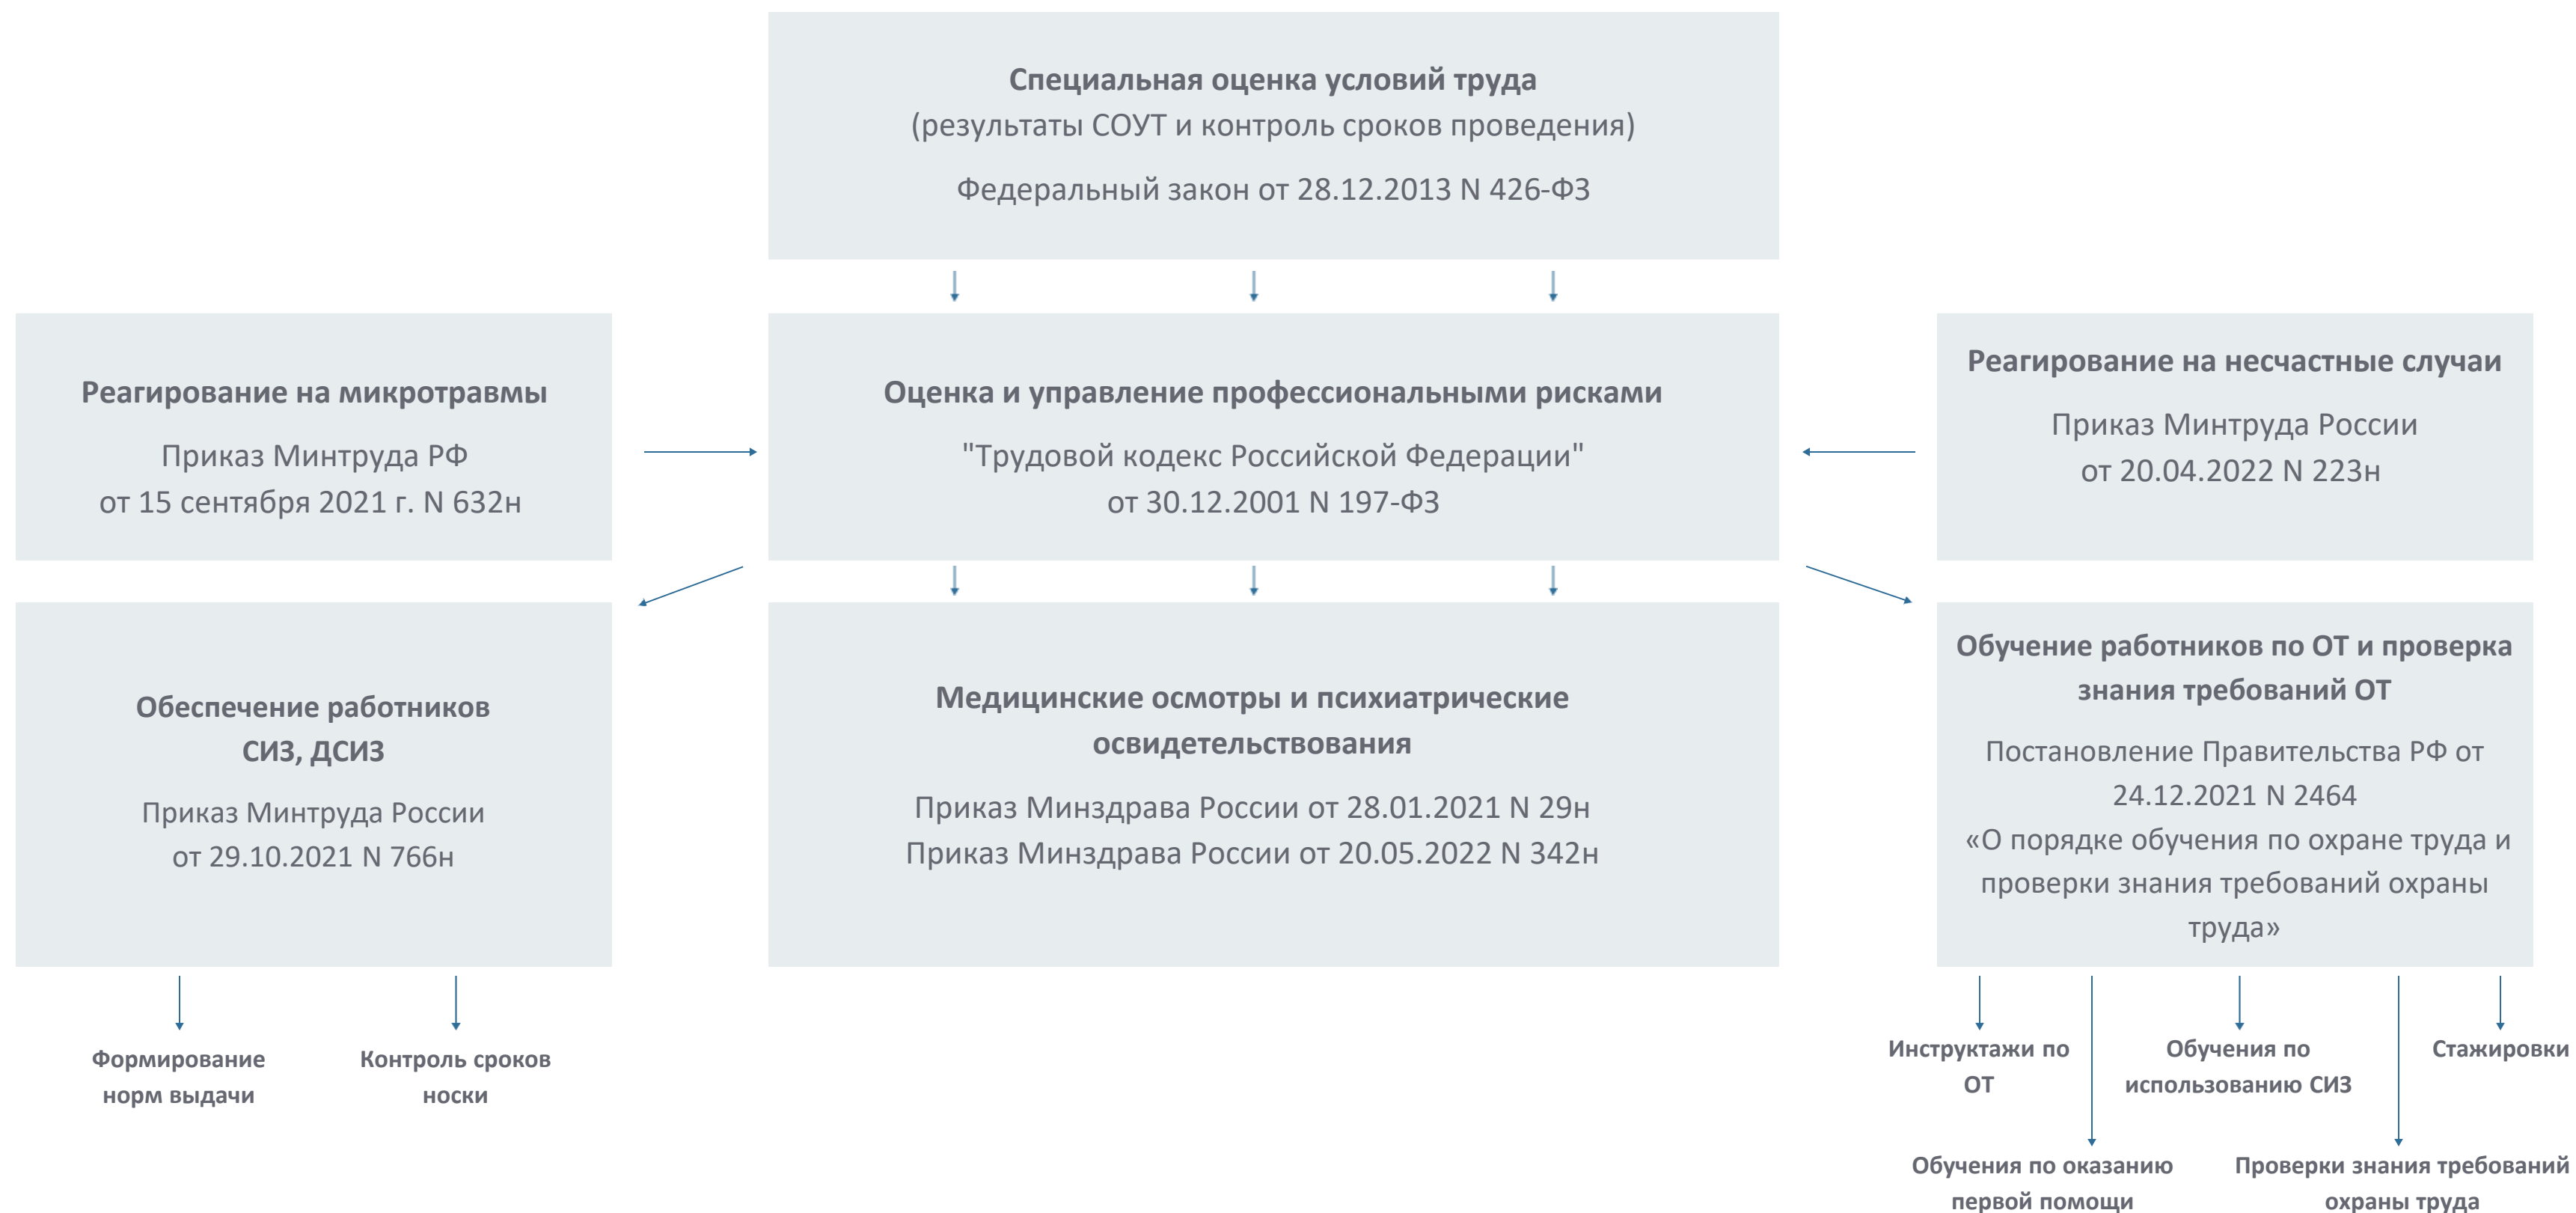 Специальная оценка условий труда
(результаты СОУТ и контроль сроков проведения)
Федеральный закон от 28.12.2013 N 426-ФЗ
Реагирование на микротравмы
Приказ Минтруда РФ
от 15 сентября 2021 г. N 632н
Оценка и управление профессиональными рисками
"Трудовой кодекс Российской Федерации"
от 30.12.2001 N 197-ФЗ
Реагирование на несчастные случаи
Приказ Минтруда России
от 20.04.2022 N 223н
Обеспечение работников
СИЗ, ДСИЗ
Приказ Минтруда России
от 29.10.2021 N 766н
Медицинские осмотры и психиатрические
освидетельствования
Приказ Минздрава России от 28.01.2021 N 29н
Приказ Минздрава России от 20.05.2022 N 342н
Обучение работников по ОТ и проверка
знания требований ОТ
Постановление Правительства РФ от
24.12.2021 N 2464
«О порядке обучения по охране труда и
проверки знания требований охраны
труда»
Формирование
норм выдачи
Контроль сроков
носки
Инструктажи по
ОТ
Обучения по
использованию СИЗ
Стажировки
Обучения по оказанию
первой помощи
Проверки знания требований
охраны труда